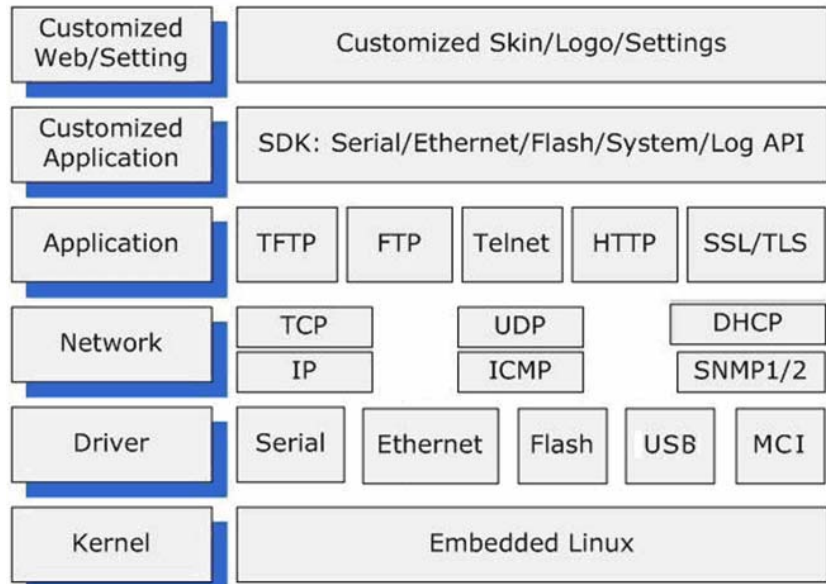 Customized
Web/Setting
Customized Skin/Logo/Settings
Customized
Application
SDK: Serial/Ethernet/Flash/System/Log API
Application
TFTP
FTP
Telnet
HTTP
SSL/TLS
Network
TCP
UDP
DHCP
IP
ICMP
SNMP1/2
Driver
Serial
Ethernet
Flash
USB
MCI
Kernel
Embedded Linux